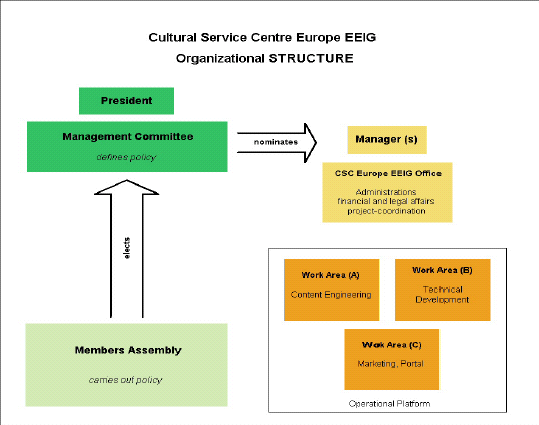 Cultural Service Centre Europe EEIG
Organizational STRUCTURE
President
Management Committee
defines policy
nominates
Manager (s)
CSC Europe EEIG Office
Administrations
financial and legal affairs
project-coordination
elects
Members Assembly
carries out policy
Work Area (A)
Content Engineering
Work Area (B)
Technical
Development
Work Area (C)
Marketing, Portal
Operational Platform